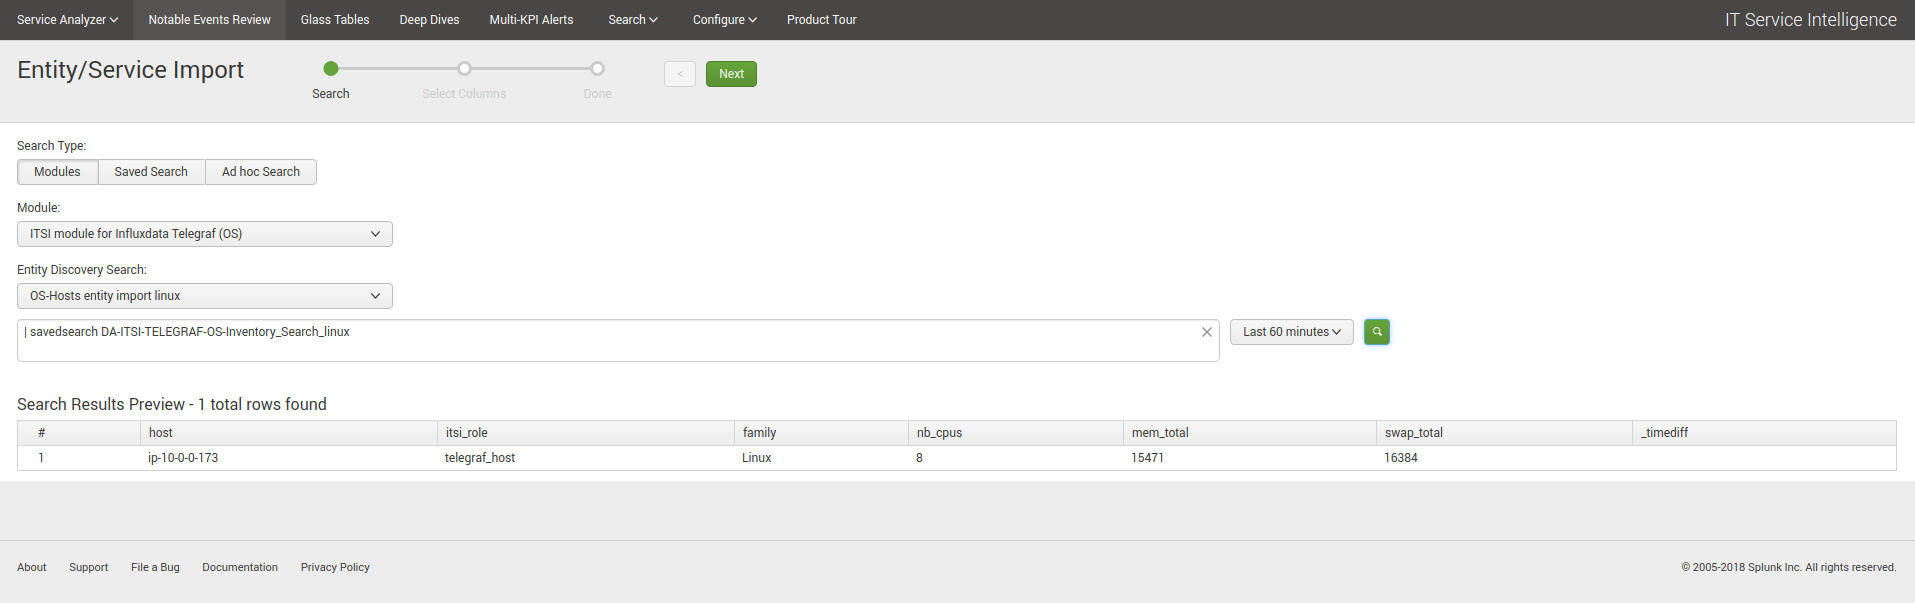 Service Analyzer Notable Events Review Glass Tables Deep Dives Multi-KPI Alerts Search Configure Product Tour IT Service Intelligence
Entity/Service Import
< Next
Search Select Columns Done
Search Type:
Modules Saved Search Ad hoc Search
Module:
ITSI module for Influxdata Telegraf (OS)
Entity Discovery Search:
OS-Hosts entity import linux
| savedsearch DA-ITSI-TELEGRAF-OS-Inventory_Search_linux Last 60 minutes
Search Results Preview - 1 total rows found
# host itsi_role family nb_cpus mem_total swap_total _timediff
1 ip-10-0-0-173 telegraf_host Linux 8 15471 16384
About Support File a Bug Documentation Privacy Policy © 2005-2018 Splunk Inc. All rights reserved.